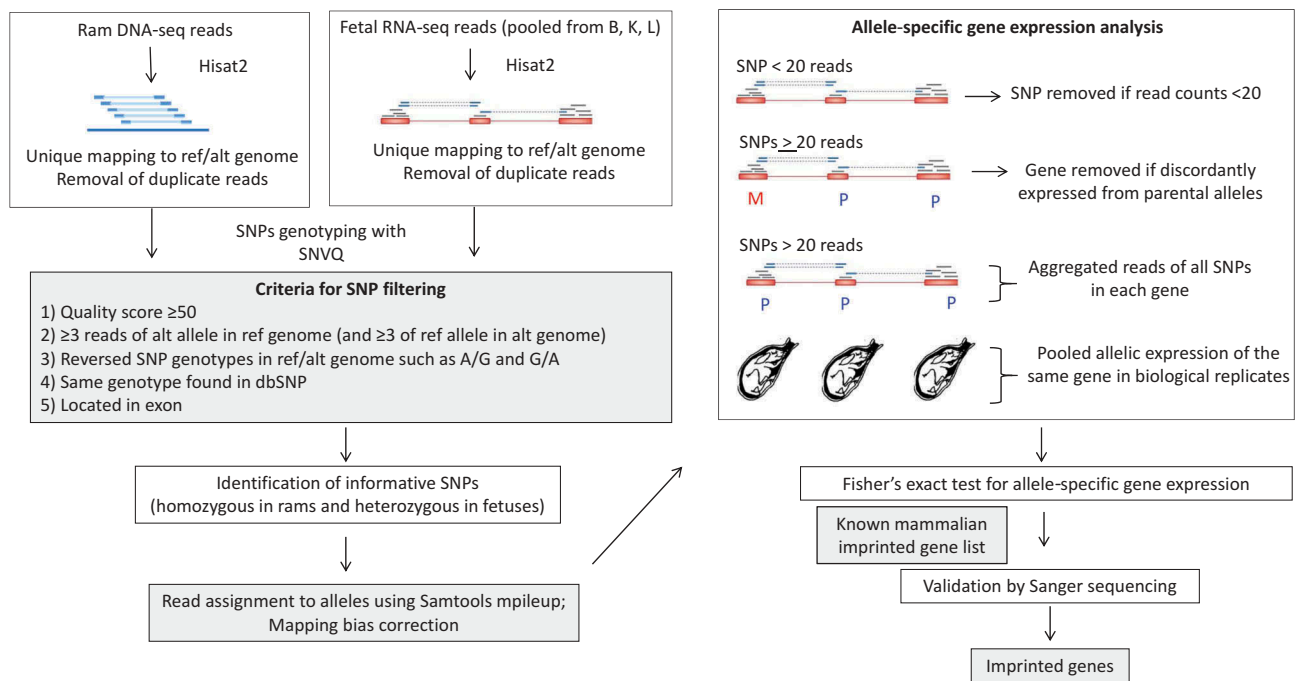 Ram DNA-seq reads
Hisat2
Unique mapping to ref/alt genome
Removal of duplicate reads
Fetal RNA-seq reads (pooled from B, K, L)
Hisat2
Unique mapping to ref/alt genome
Removal of duplicate reads
SNPs genotyping with
SNVQ
Criteria for SNP filtering
1) Quality score ≥50
2) ≥3 reads of alt allele in ref genome (and ≥3 of ref allele in alt genome)
3) Reversed SNP genotypes in ref/alt genome such as A/G and G/A
4) Same genotype found in dbSNP
5) Located in exon
Identification of informative SNPs
(homozygous in rams and heterozygous in fetuses)
Read assignment to alleles using Samtools mpileup;
Mapping bias correction
Allele-specific gene expression analysis
SNP < 20 reads
SNP removed if read counts <20
SNPs > 20 reads
Gene removed if discordantly
expressed from parental alleles
M P P
SNPs > 20 reads
Aggregated reads of all SNPs
in each gene
P P P
Pooled allelic expression of the
same gene in biological replicates
Fisher's exact test for allele-specific gene expression
Known mammalian
imprinted gene list
Validation by Sanger sequencing
Imprinted genes